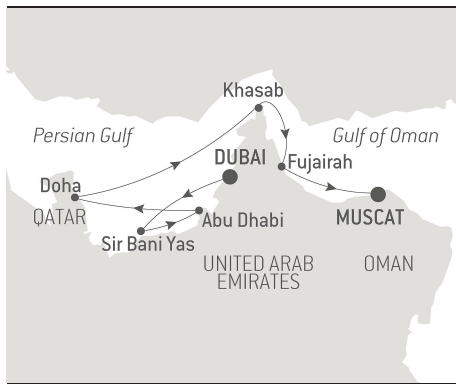 Khasab
Persian Gulf
Gulf of Oman
DUBAI
Fujairah
Doha
QATAR
Abu Dhabi
MUSCAT
Sir Bani Yas
UNITED ARAB
EMIRATES
OMAN